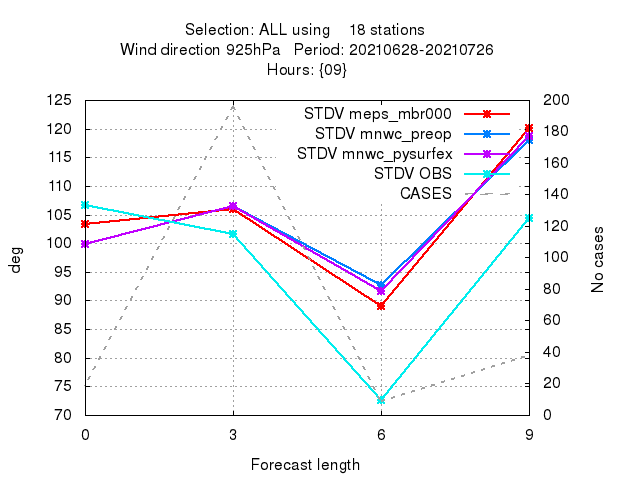 Selection: ALL using    18 stations
Wind direction 925hPa   Period: 20210628-20210726
Hours: {09}
STDV meps_mbr000
STDV mnwc_preop
STDV mnwc_pysurfex
STDV OBS
CASES
125
120
115
110
105
100
95
90
85
80
75
70
deg
200
180
160
140
120
100
80
60
40
20
0
No cases
0 3 6 9
Forecast length